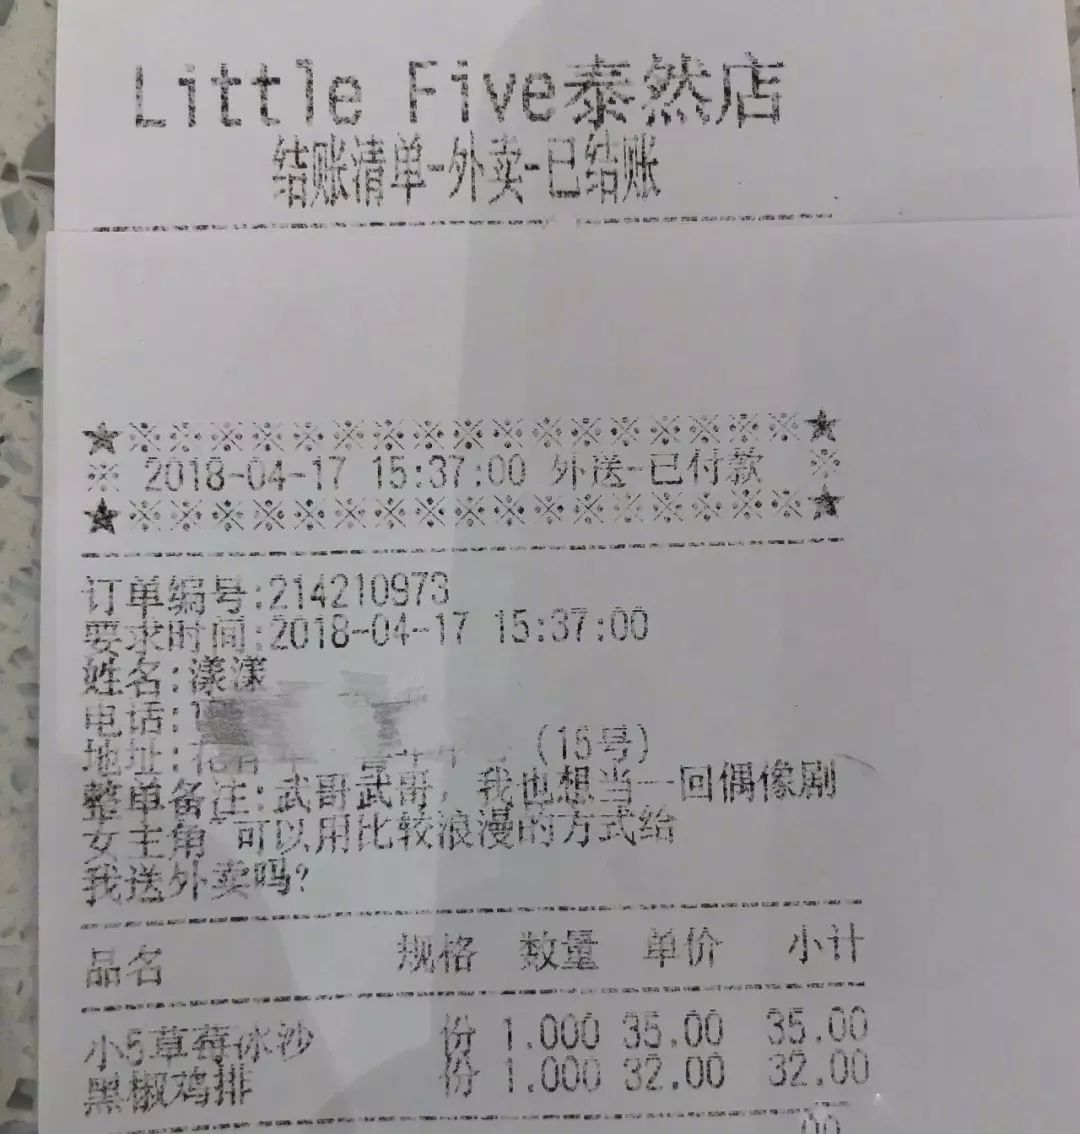 Little Five泰然店
结账清单-外卖-已结账
★※※※※※※※※※※※※※※※※※★
※ 2018-04-17 15:37:00 外送-已付款 ※
★※※※※※※※※※※※※※※※※※★
订单编号:214210973
要求时间:2018-04-17 15:37:00
姓名:漾漾
电话:1
地址: (15号)
整单备注:武哥武哥，我也想当一回偶像剧
女主角 可以用比较浪漫的方式给
我送外卖吗?
品名 规格 数量 单价 小计
小5草莓冰沙 份 1.000 35.00 35.00
黑椒鸡排 份 1.000 32.00 32.00